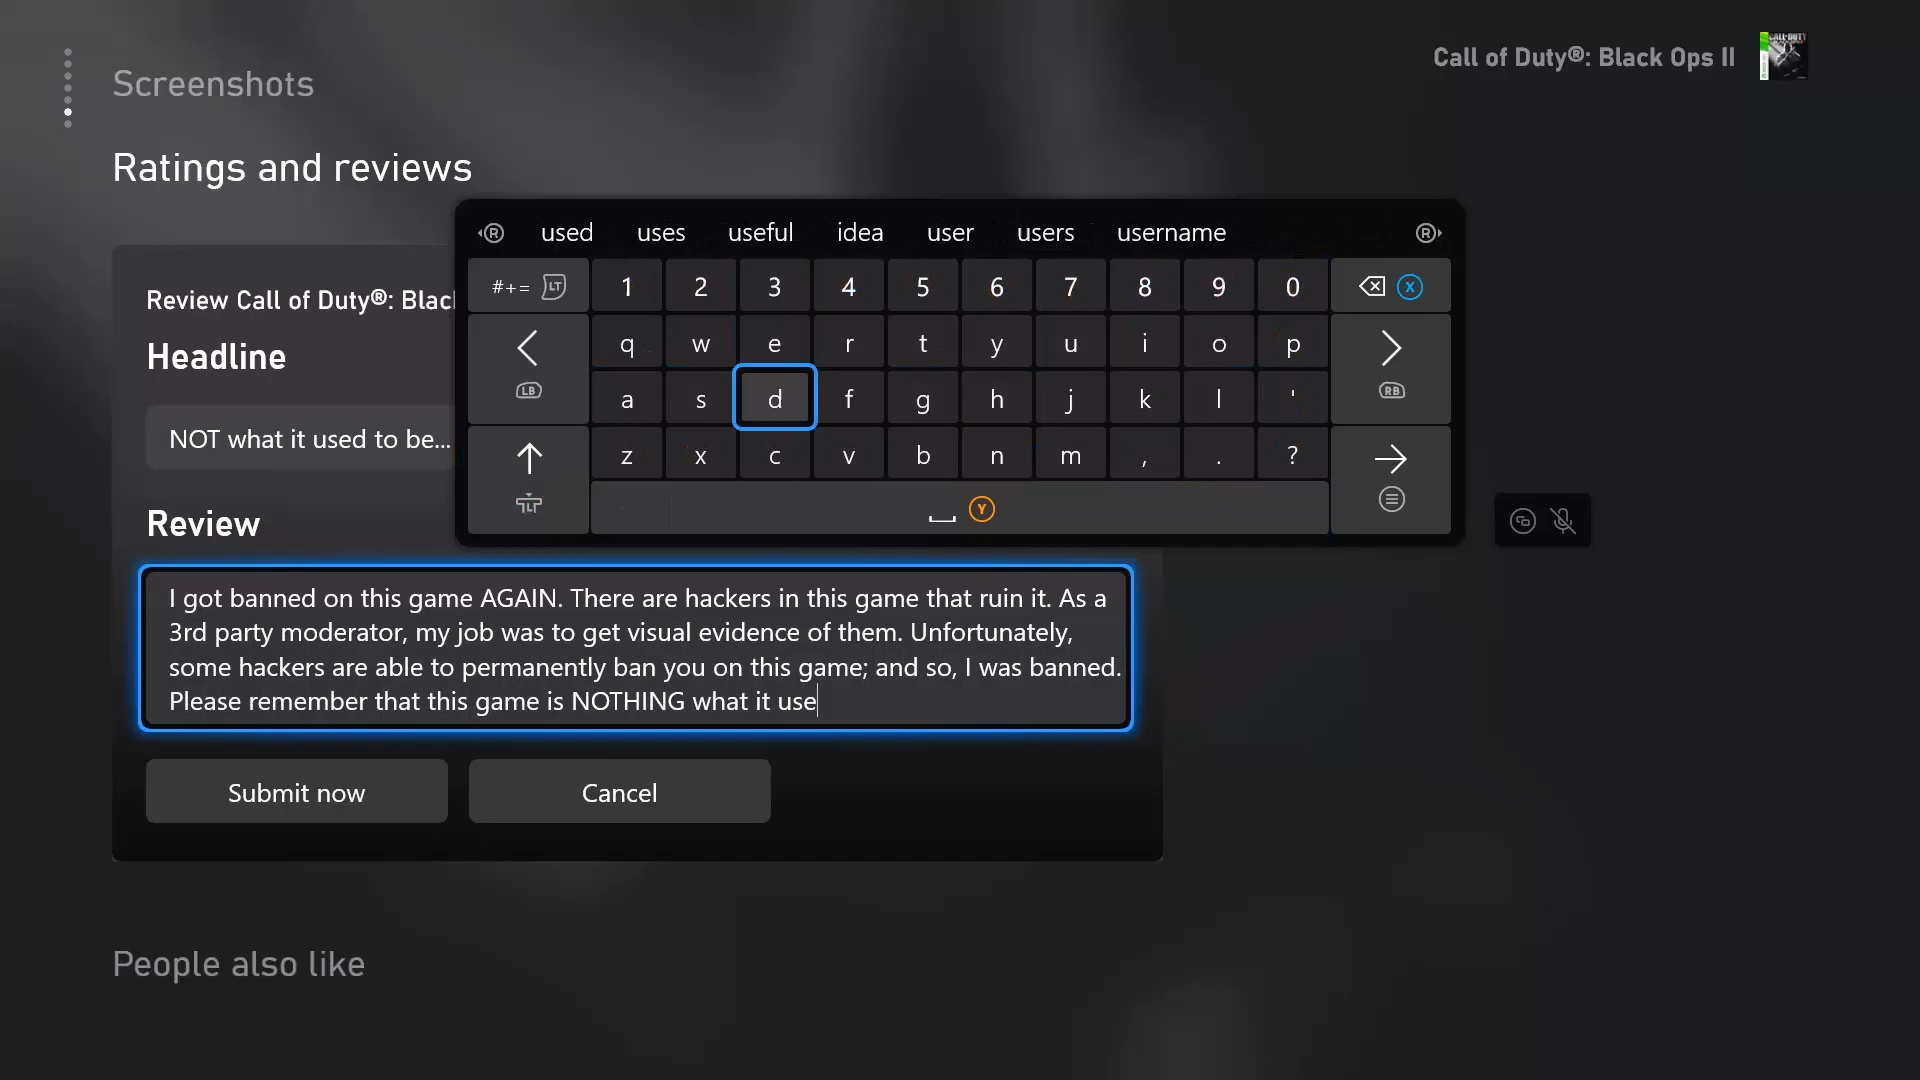 Screenshots
Call of Duty®: Black Ops II
Ratings and reviews
used uses useful idea user users username
#+= LT 1 2 3 4 5 6 7 8 9 0 X
q w e r t y u i o p
LB a s d f g h j k l ' RB
z x c v b n m , . ?
Y
Review Call of Duty®: Blac
Headline
NOT what it used to be...
Review
I got banned on this game AGAIN. There are hackers in this game that ruin it. As a
3rd party moderator, my job was to get visual evidence of them. Unfortunately,
some hackers are able to permanently ban you on this game; and so, I was banned.
Please remember that this game is NOTHING what it use
Submit now
Cancel
People also like